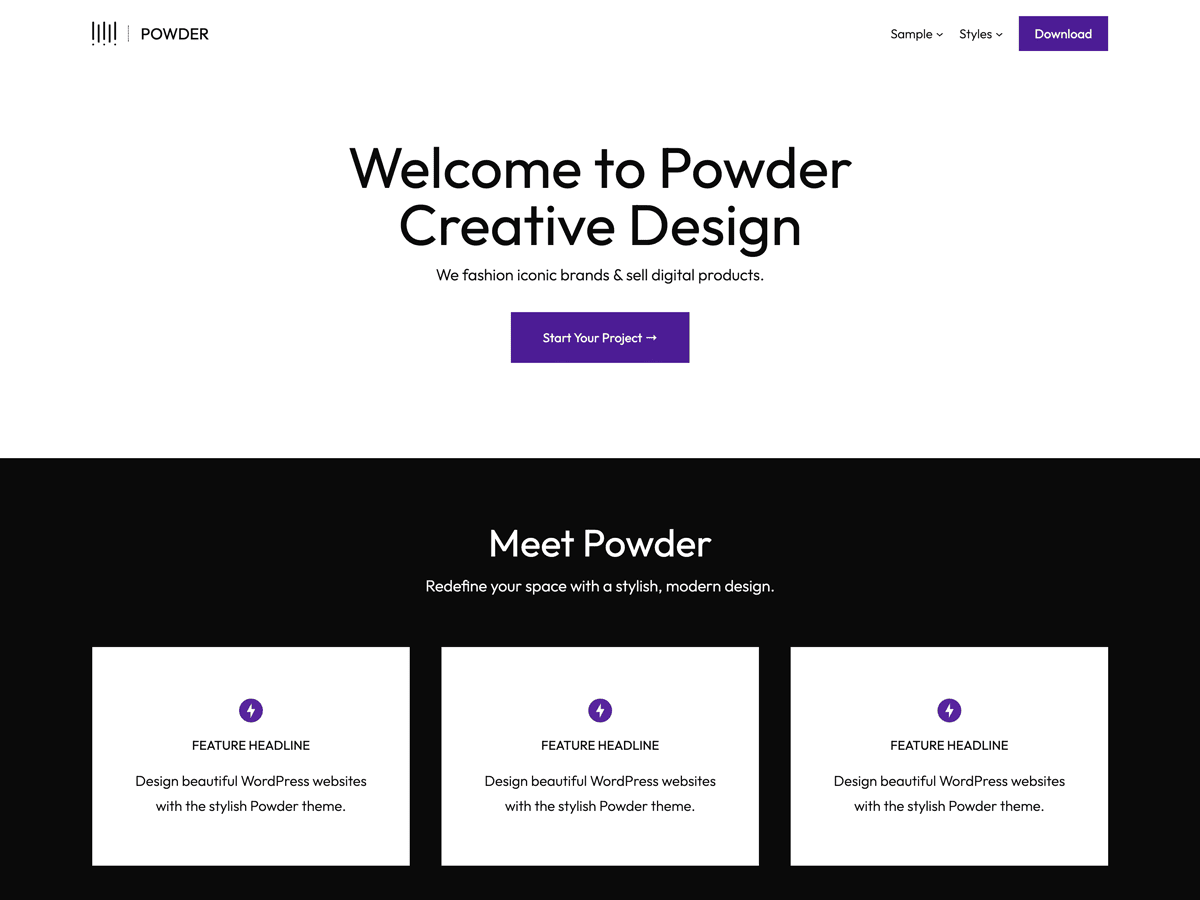 POWDER
Sample
Styles
Download
Welcome to Powder
Creative Design
We fashion iconic brands & sell digital products.
Start Your Project →
Meet Powder
Redefine your space with a stylish, modern design.
FEATURE HEADLINE
Design beautiful WordPress websites
with the stylish Powder theme.
FEATURE HEADLINE
Design beautiful WordPress websites
with the stylish Powder theme.
FEATURE HEADLINE
Design beautiful WordPress websites
with the stylish Powder theme.